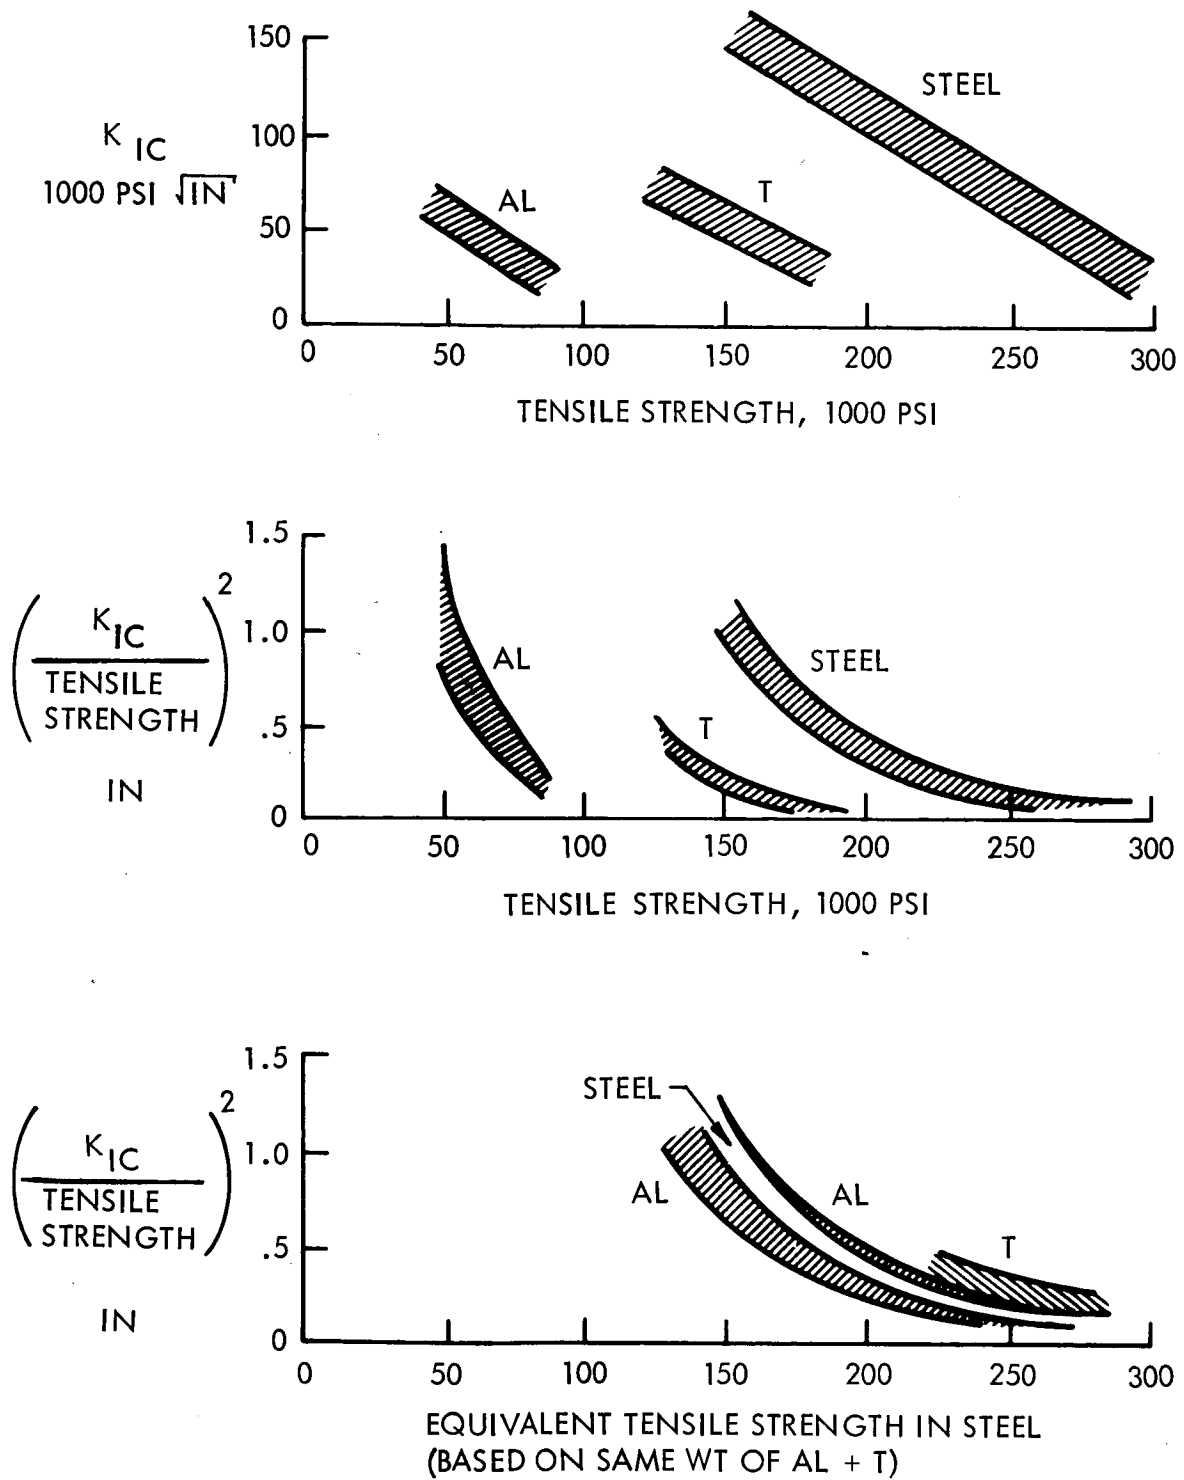 150
STEEL
K IC
1000 PSI √IN
100
AL
T
50
0
0 50 100 150 200 250 300
TENSILE STRENGTH, 1000 PSI
1.5
(K IC / TENSILE STRENGTH)2
1.0
AL
STEEL
.5
T
IN
0
0 50 100 150 200 250 300
TENSILE STRENGTH, 1000 PSI
1.5
STEEL
(K IC / TENSILE STRENGTH)2
1.0
AL
AL
.5
T
IN
0
0 50 100 150 200 250 300
EQUIVALENT TENSILE STRENGTH IN STEEL
(BASED ON SAME WT OF AL + T)